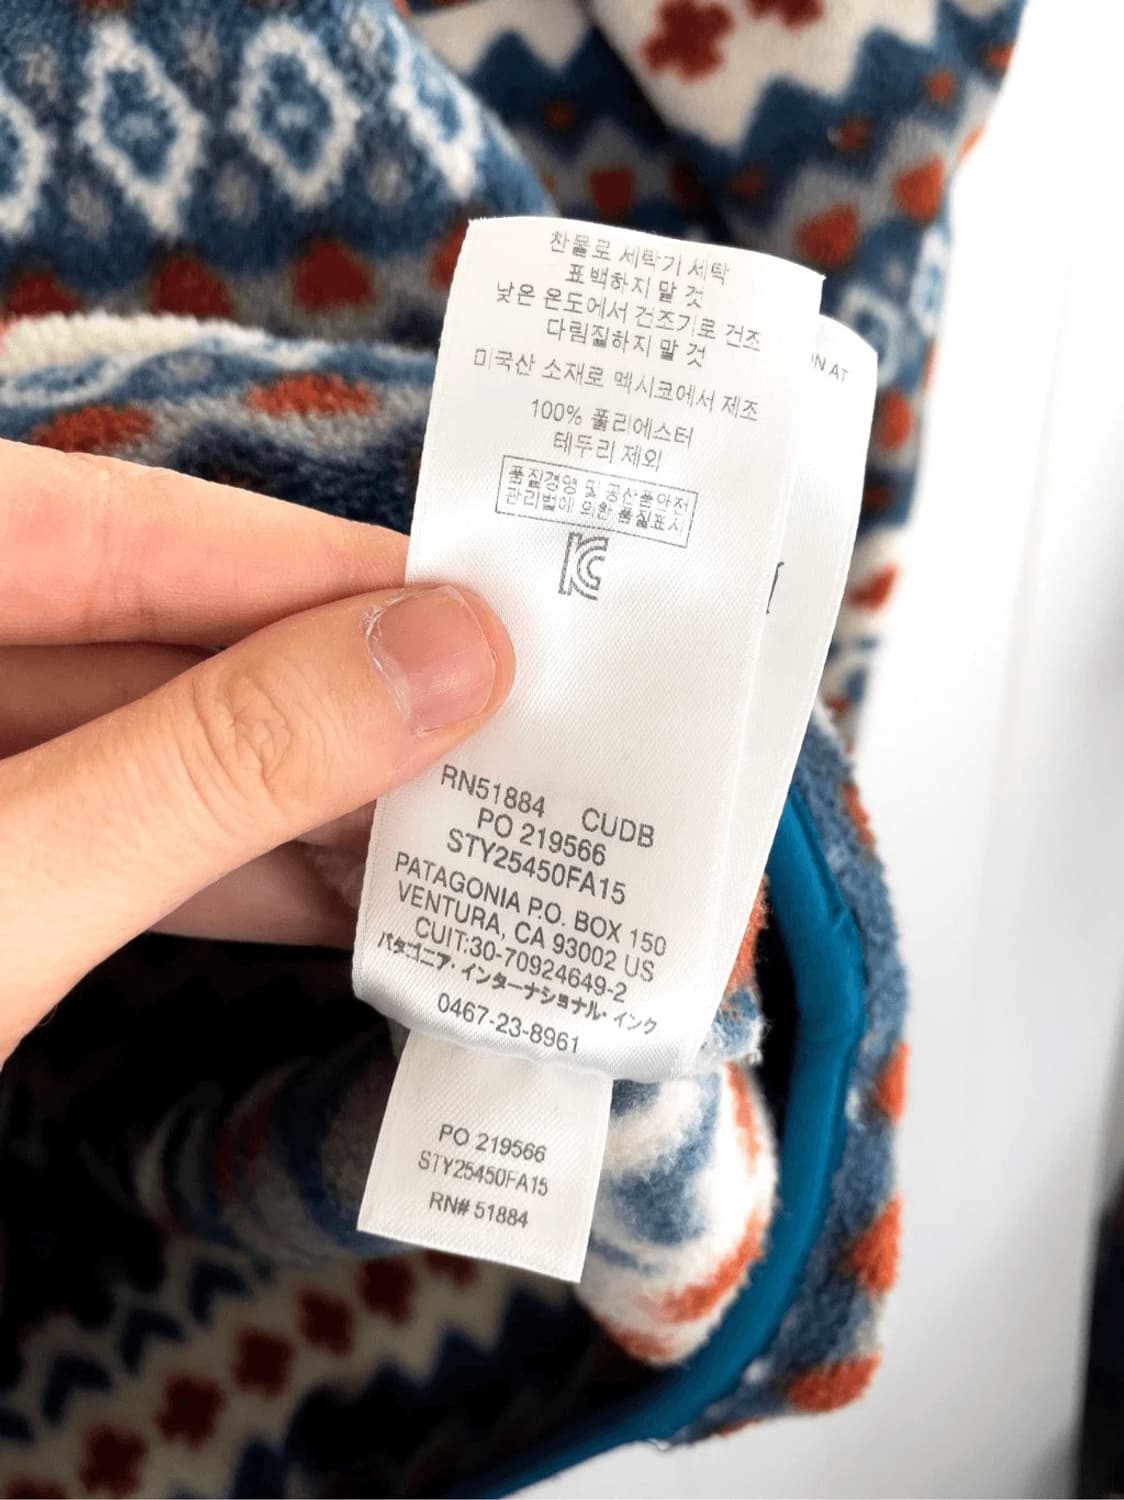 찬물로 세탁기 세탁
표백하지 말 것
낮은 온도에서 건조기로 건조
다림질하지 말 것
미국산 소재로 멕시코에서 제조
100% 폴리에스터
테두리 제외
품질경영 및 공산품안전
관리법에 의한 품질표시
RN51884 CUDB
PO 219566
STY25450FA15
PATAGONIA P.O. BOX 150
VENTURA, CA 93002 US
CUIT:30-70924649-2
パタゴニア・インターナショナル・インク
0467-23-8961
PO 219566
STY25450FA15
RN# 51884
AT